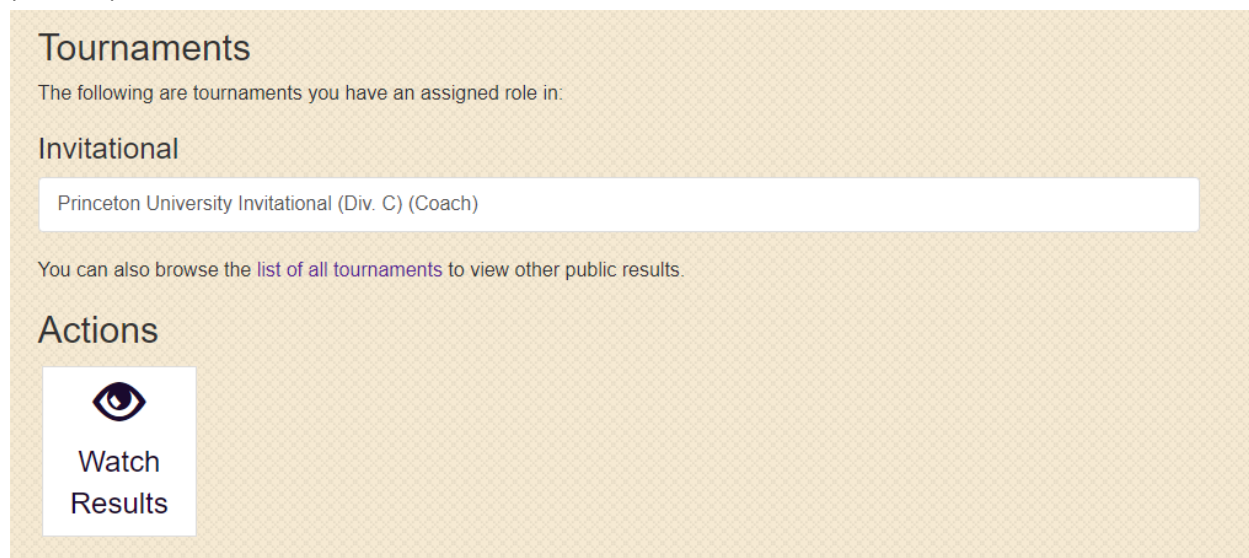 Tournaments
The following are tournaments you have an assigned role in:
Invitational
Princeton University Invitational (Div. C) (Coach)
You can also browse the list of all tournaments to view other public results.
Actions
Watch
Results